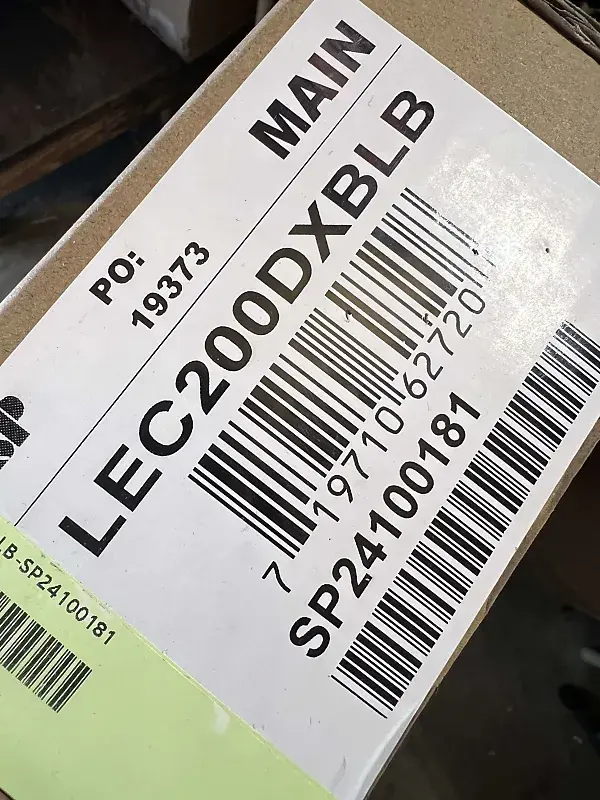 MAIN
PO:
19373
LEC200DXBLB
7 19710 62720
SP24100181
LB-SP24100181